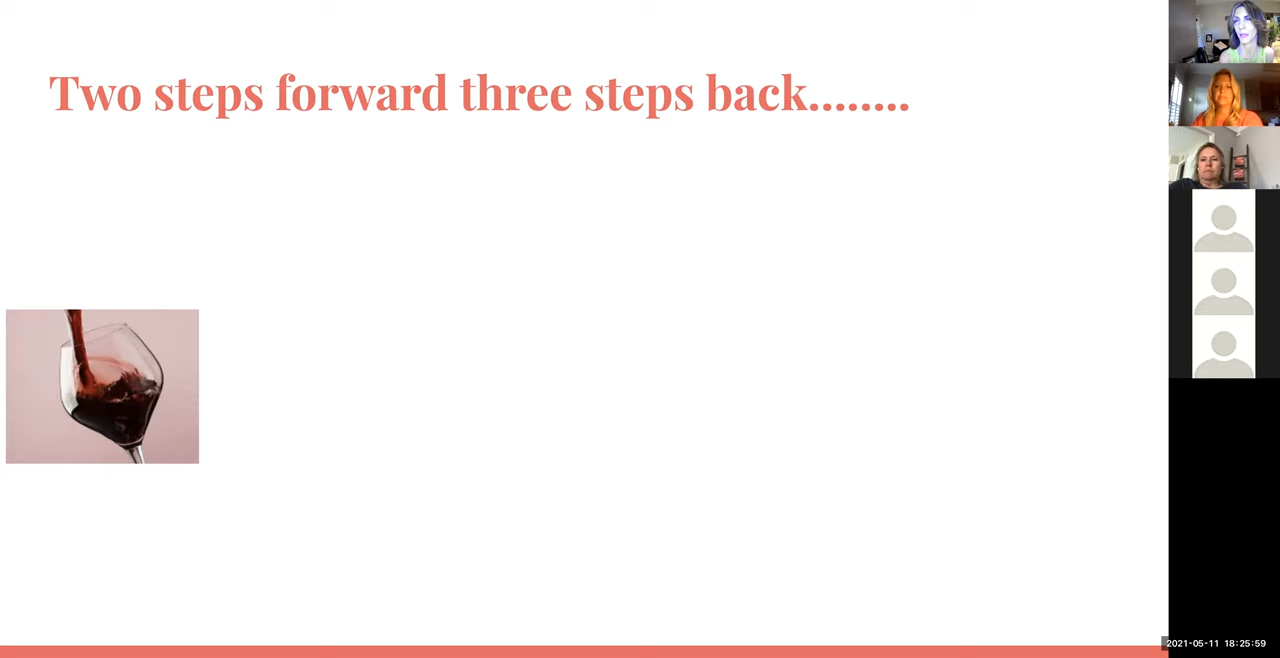 Two steps forward three steps back........
2021-05-11 18:25:59